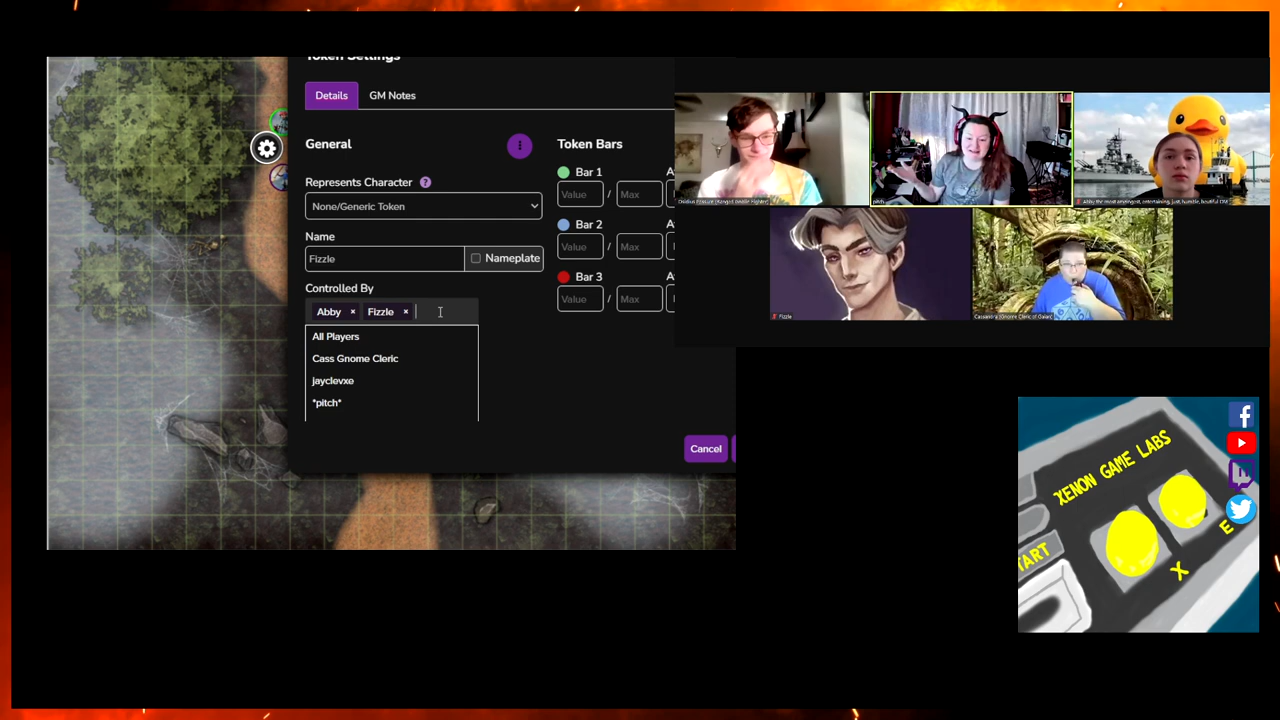 Token Settings
Details
GM Notes
General
Represents Character ?
None/Generic Token
Name
Fizzle
Nameplate
Controlled By
Abby ×
Fizzle ×
All Players
Cass Gnome Cleric
jayclevxe
*pitch*
Token Bars
Bar 1
A
Value / Max
Bar 2
A
Value / Max
Bar 3
A
Value / Max
Cancel
pitch
Fizzle
XENON GAME LABS
START
X
E